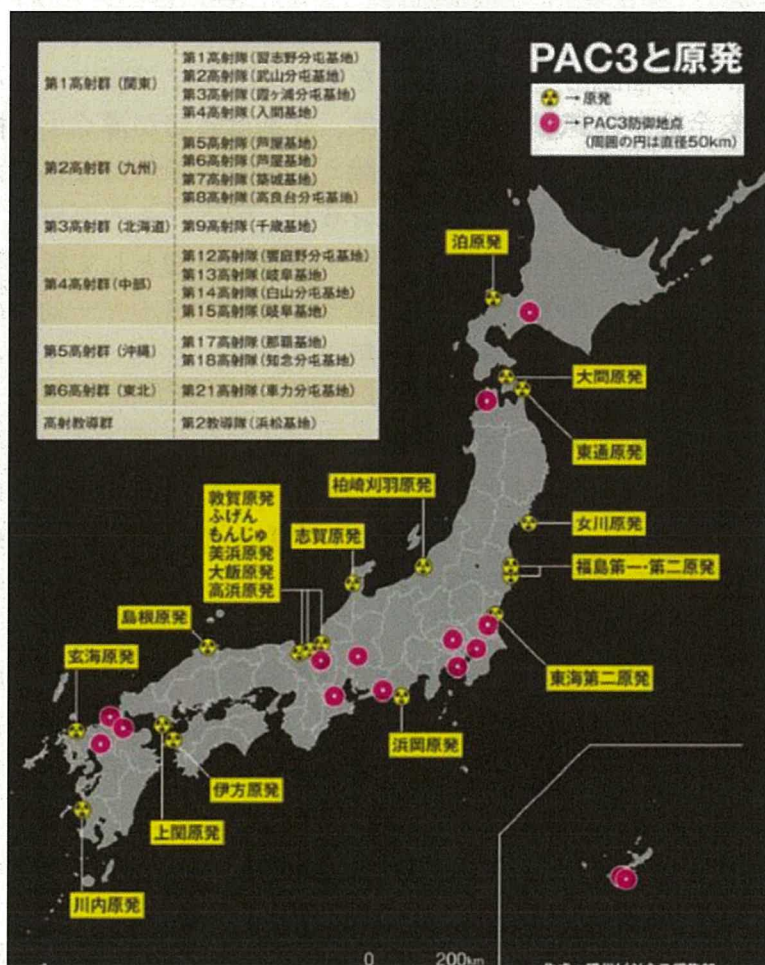 PAC3と原発
→原発
→PAC3防御地点
(周囲の円は直径50km)
第1高射群(関東)
第1高射隊(習志野分屯基地)
第2高射隊(武山分屯基地)
第3高射隊(霞ヶ浦分屯基地)
第4高射隊(入間基地)
第2高射群(九州)
第5高射隊(芦屋基地)
第6高射隊(芦屋基地)
第7高射隊(築城基地)
第8高射隊(高良台分屯基地)
第3高射群(北海道)
第9高射隊(千歳基地)
第4高射群(中部)
第12高射隊(饗庭野分屯基地)
第13高射隊(岐阜基地)
第14高射隊(白山分屯基地)
第15高射隊(岐阜基地)
第5高射群(沖縄)
第17高射隊(那覇基地)
第18高射隊(知念分屯基地)
第6高射群(東北)
第21高射隊(車力分屯基地)
高射教導群
第2教導隊(浜松基地)
泊原発
大間原発
東通原発
柏崎刈羽原発
敦賀原発
ふげん
もんじゅ
美浜原発
大飯原発
高浜原発
志賀原発
女川原発
福島第一・第二原発
島根原発
玄海原発
東海第二原発
浜岡原発
伊方原発
上関原発
川内原発
0 200km